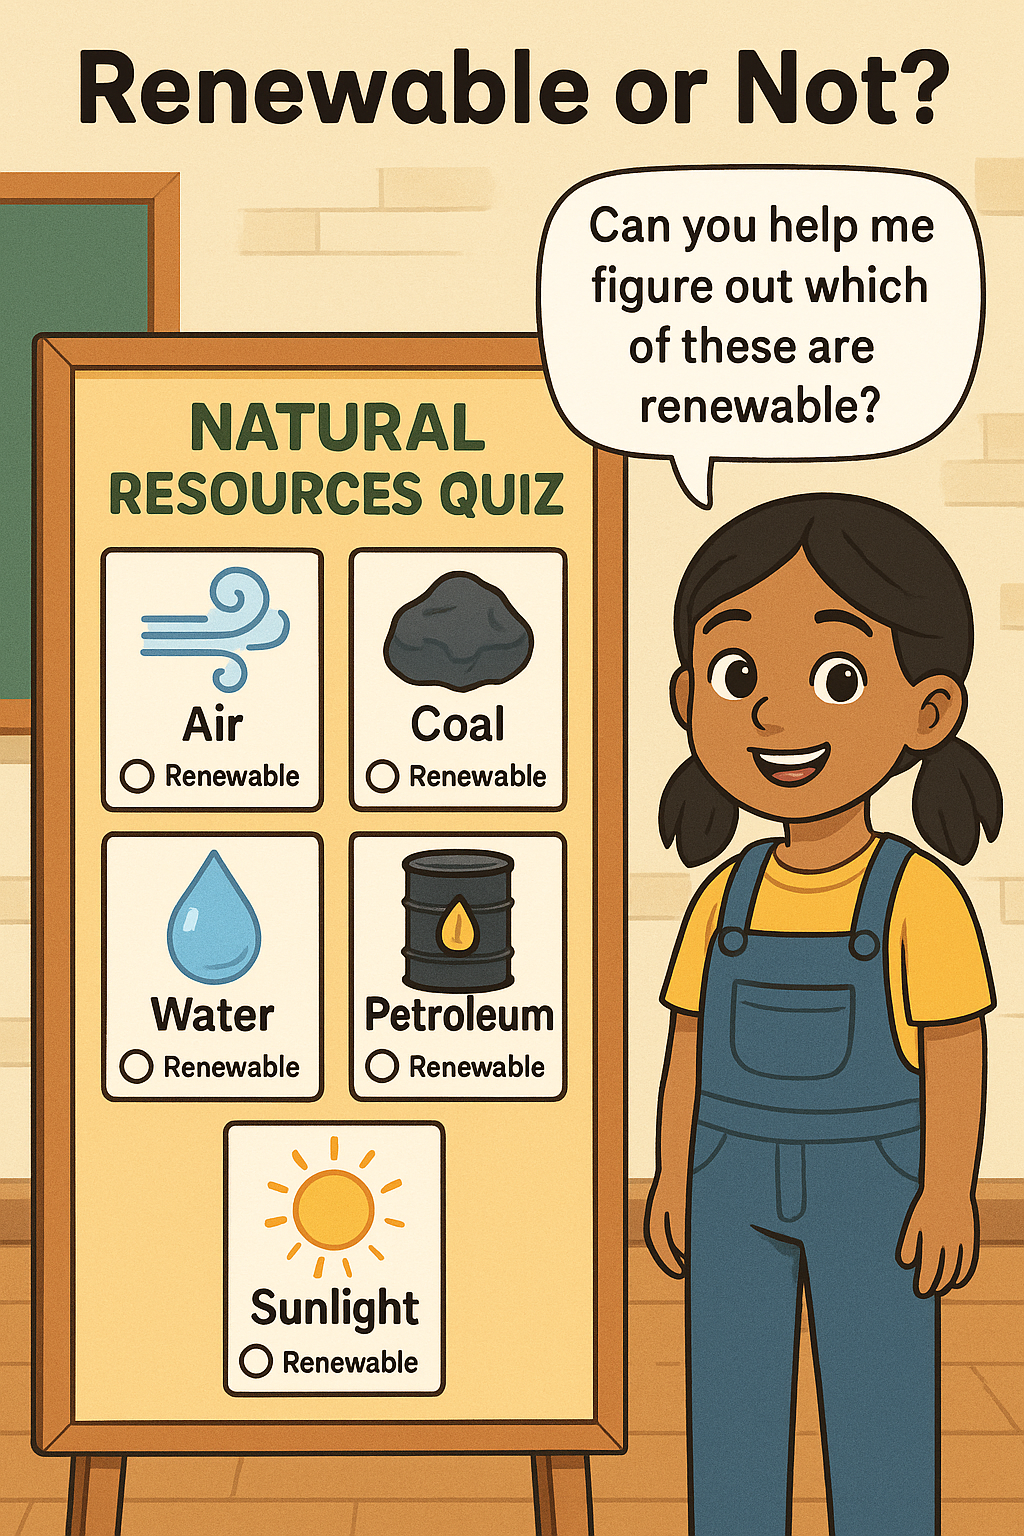 Renewable or Not?
Can you help me
figure out which
of these are
renewable?
NATURAL
RESOURCES QUIZ
Air
Renewable
Coal
Renewable
Water
Renewable
Petroleum
Renewable
Sunlight
Renewable